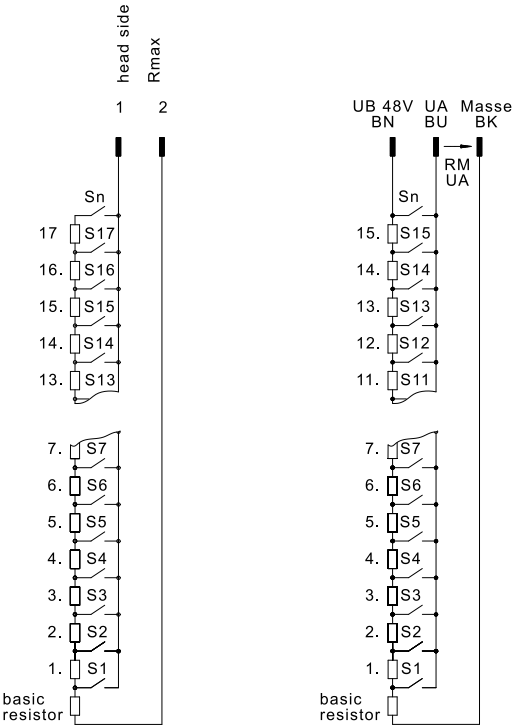 head side
Rmax
1 2
Sn
17 S17
16. S16
15. S15
14. S14
13. S13
7. S7
6. S6
5. S5
4. S4
3. S3
2. S2
1. S1
basic
resistor
UB 48V UA Masse
BN BU BK
RM
UA
Sn
15. S15
14. S14
13. S13
12. S12
11. S11
7. S7
6. S6
5. S5
4. S4
3. S3
2. S2
1. S1
basic
resistor